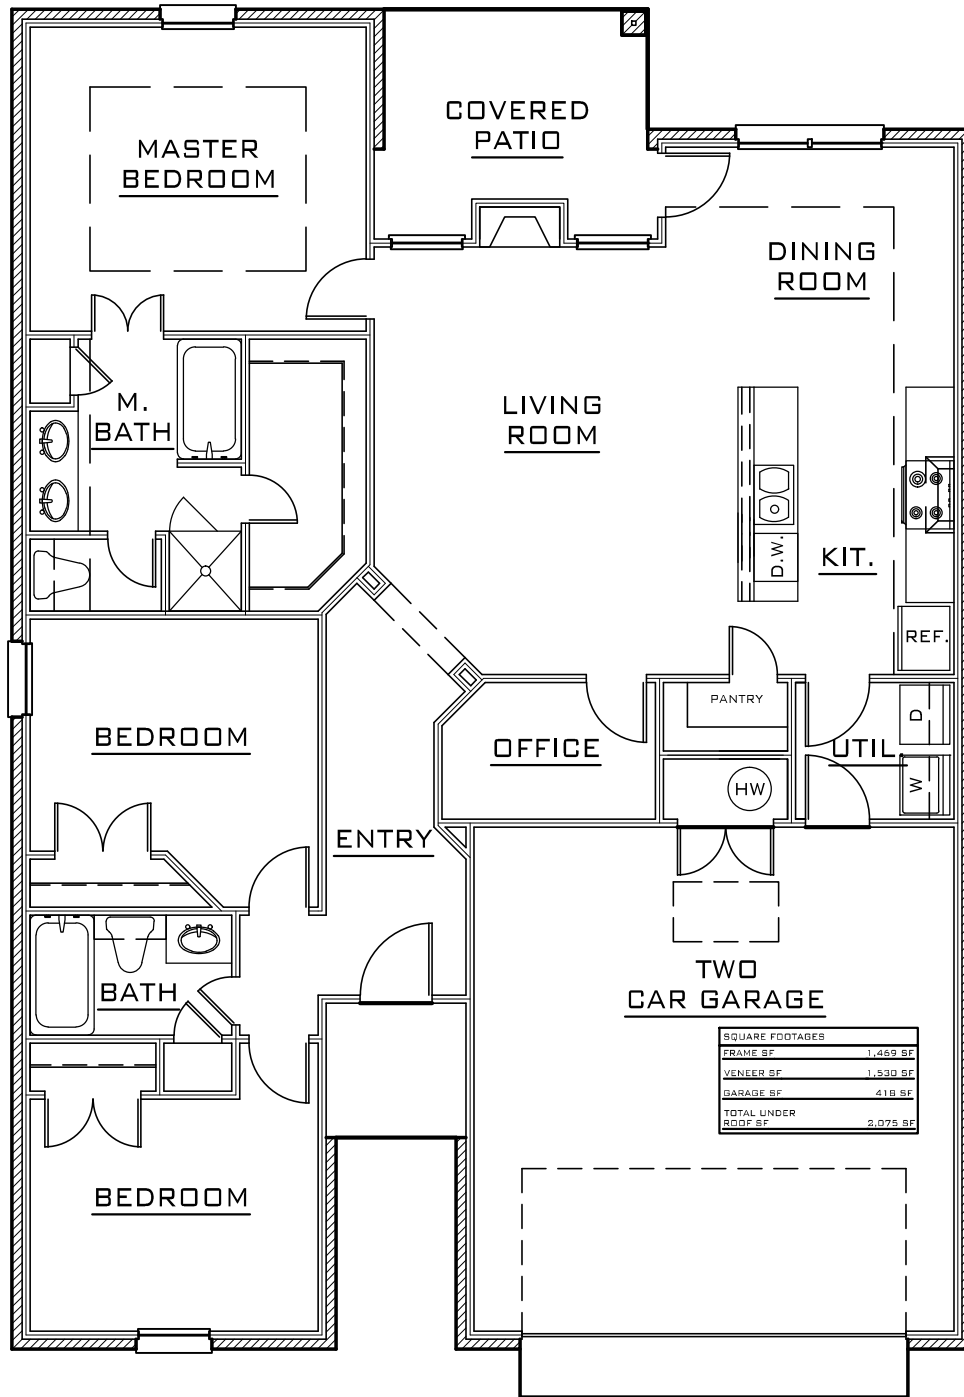 COVERED
PATIO
MASTER
BEDROOM
DINING
ROOM
M.
BATH
LIVING
ROOM
D.W.
KIT.
REF.
PANTRY
D
BEDROOM
OFFICE
UTIL.
W
HW
ENTRY
TWO
CAR GARAGE
BATH
SQUARE FOOTAGES
FRAME SF 1,469 SF
VENEER SF 1,530 SF
GARAGE SF 418 SF
TOTAL UNDER
ROOF SF 2,075 SF
BEDROOM